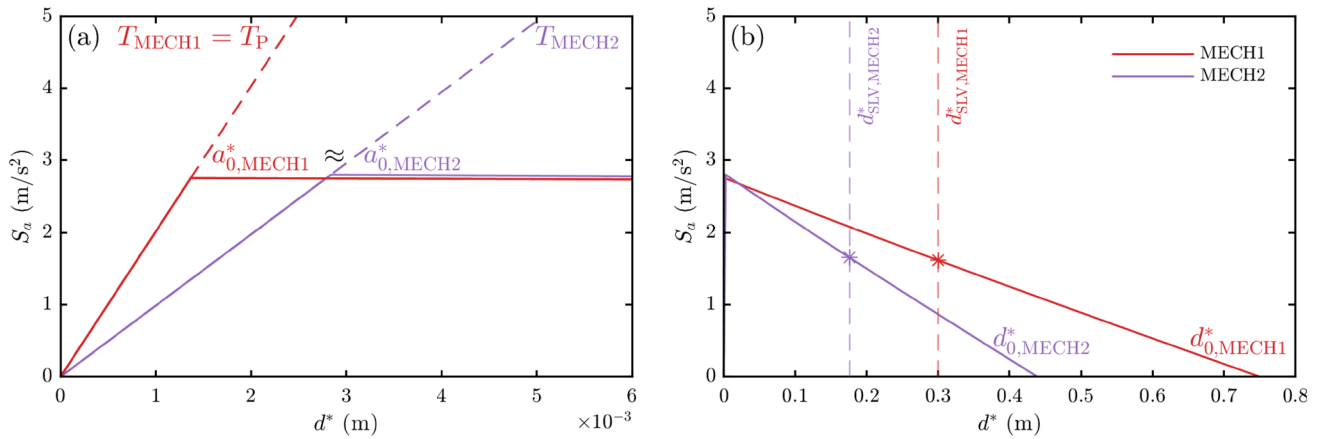 (a) T_MECH1 = T_P T_MECH2
a*_0,MECH1 ≈ a*_0,MECH2
S_a (m/s²)
5
4
3
2
1
0
0 1 2 3 4 5 6
×10⁻³
d* (m)
(b)
d*_SLV,MECH2
d*_SLV,MECH1
MECH1
MECH2
d*_0,MECH2
d*_0,MECH1
S_a (m/s²)
5
4
3
2
1
0
0 0.1 0.2 0.3 0.4 0.5 0.6 0.7 0.8
d* (m)